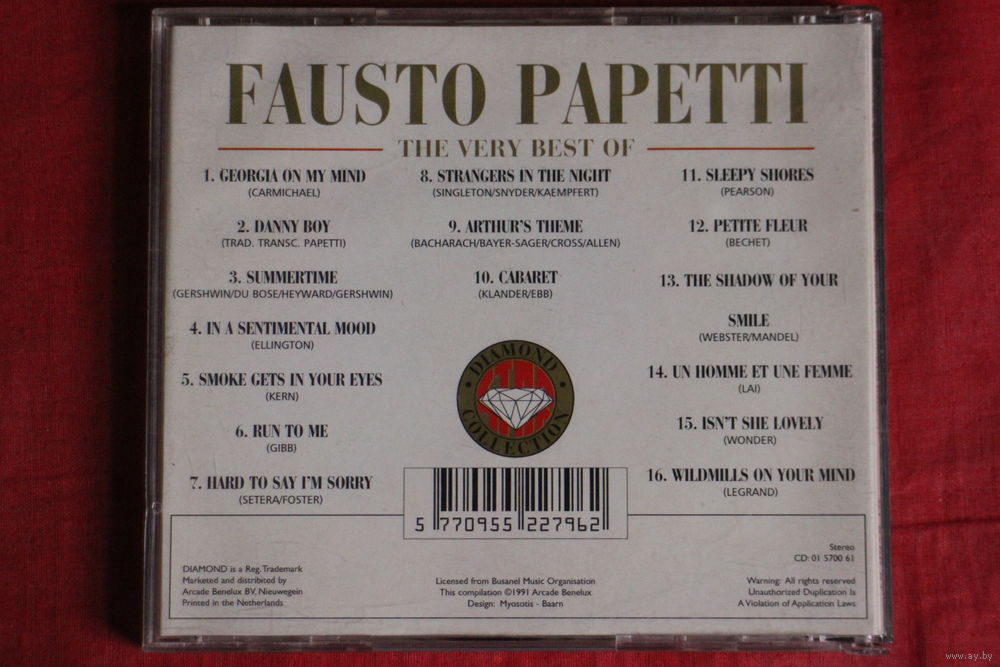 FAUSTO PAPETTI
THE VERY BEST OF
1. GEORGIA ON MY MIND
(CARMICHAEL)
2. DANNY BOY
(TRAD. TRANSC. PAPETTI)
3. SUMMERTIME
(GERSHWIN/DU BOSE/HEYWARD/GERSHWIN)
4. IN A SENTIMENTAL MOOD
(ELLINGTON)
5. SMOKE GETS IN YOUR EYES
(KERN)
6. RUN TO ME
(GIBB)
7. HARD TO SAY I'M SORRY
(SETERA/FOSTER)
8. STRANGERS IN THE NIGHT
(SINGLETON/SNYDER/KAEMPFERT)
9. ARTHUR'S THEME
(BACHARACH/BAYER-SAGER/CROSS/ALLEN)
10. CABARET
(KLANDER/EBB)
11. SLEEPY SHORES
(PEARSON)
12. PETITE FLEUR
(BECHET)
13. THE SHADOW OF YOUR
SMILE
(WEBSTER/MANDEL)
14. UN HOMME ET UNE FEMME
(LAI)
15. ISN'T SHE LOVELY
(WONDER)
16. WILDMILLS ON YOUR MIND
(LEGRAND)
DIAMOND
COLLECTION
5 770955 227962
DIAMOND is a Reg. Trademark
Marketed and distribited by
Arcade Benelux BV, Nieuwegein
Printed in the Netherlands
Licensed from Busanel Music Organisation
This compilation ©1991 Arcade Benelux
Design: Myosotis - Baarn
Stereo
CD: 01 5700 61
Warning: All rights reserved
Unauthorized Duplication Is
A Violation of Application Laws
www.ay.by